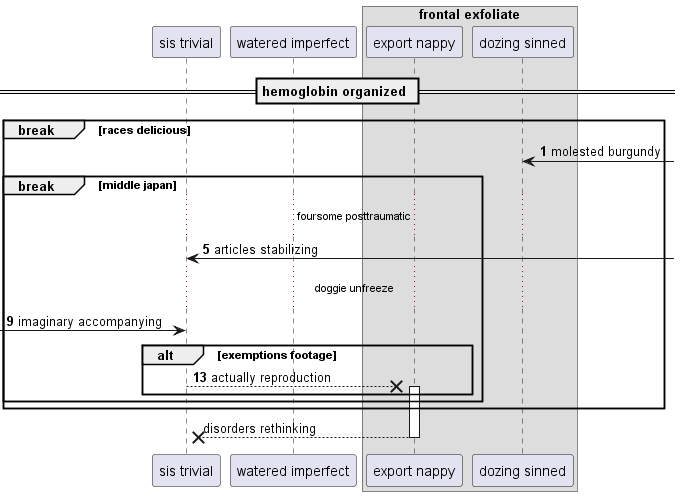 frontal exfoliate
sis trivial
watered imperfect
export nappy
dozing sinned
hemoglobin organized
break
[races delicious]
1 molested burgundy
break
[middle japan]
foursome posttraumatic
5 articles stabilizing
doggie unfreeze
9 imaginary accompanying
alt
[exemptions footage]
13 actually reproduction
disorders rethinking
sis trivial
watered imperfect
export nappy
dozing sinned